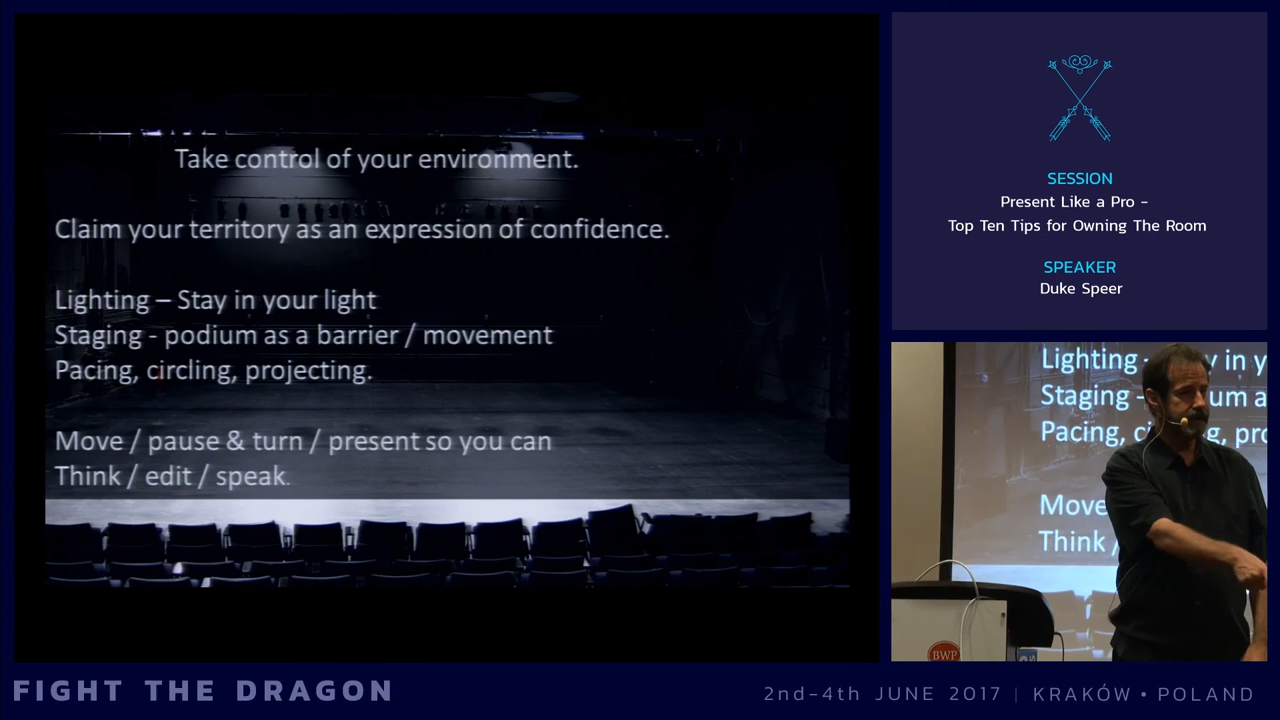 Take control of your environment.
Claim your territory as an expression of confidence.
Lighting – Stay in your light
Staging - podium as a barrier / movement
Pacing, circling, projecting.
Move / pause & turn / present so you can
Think / edit / speak.
SESSION
Present Like a Pro -
Top Ten Tips for Owning The Room
SPEAKER
Duke Speer
Lighting - y in y
Staging - um a
Pacing, ci g, pro
Move
Think /
BWP
FIGHT THE DRAGON
2nd-4th JUNE 2017 | KRAKÓW • POLAND